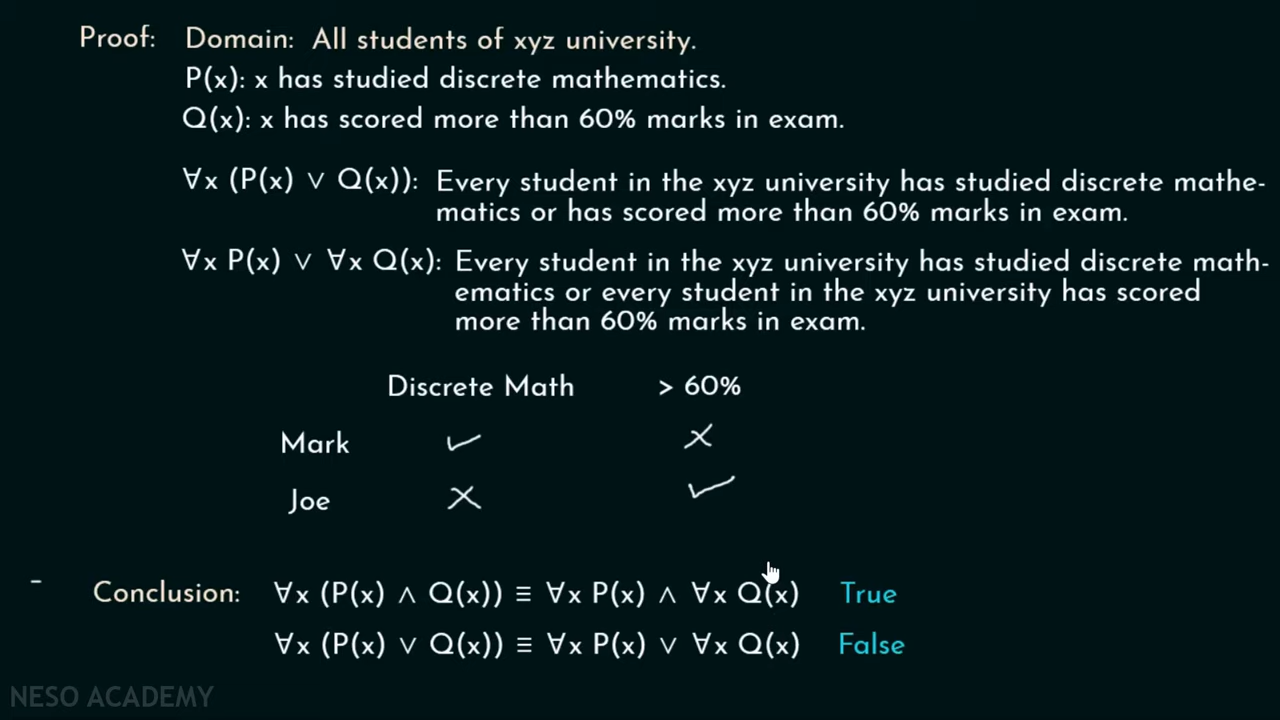 Proof: Domain: All students of xyz university.
P(x): x has studied discrete mathematics.
Q(x): x has scored more than 60% marks in exam.
∀x (P(x) ∨ Q(x)): Every student in the xyz university has studied discrete mathe-
matics or has scored more than 60% marks in exam.
∀x P(x) ∨ ∀x Q(x): Every student in the xyz university has studied discrete math-
ematics or every student in the xyz university has scored
more than 60% marks in exam.
Discrete Math > 60%
Mark ✓ ✗
Joe ✗ ✓
Conclusion: ∀x (P(x) ∧ Q(x)) ≡ ∀x P(x) ∧ ∀x Q(x) True
∀x (P(x) ∨ Q(x)) ≡ ∀x P(x) ∨ ∀x Q(x) False
NESO ACADEMY